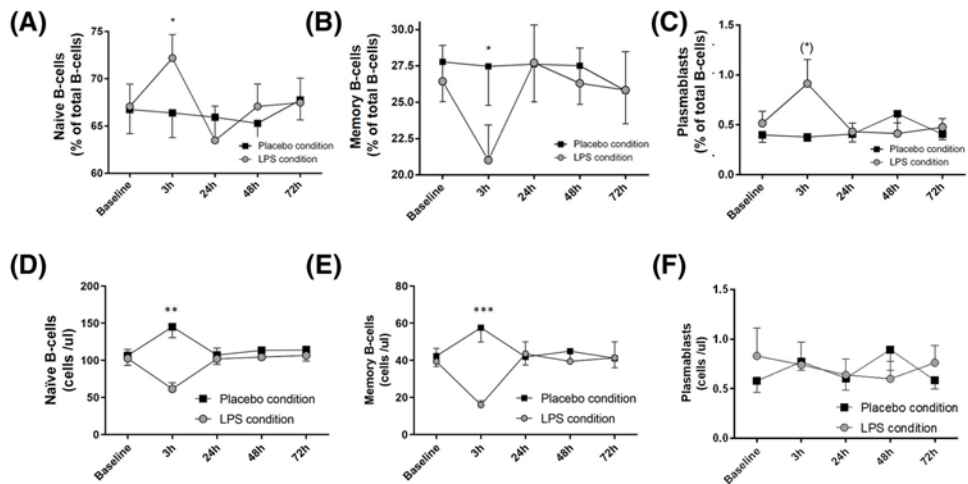 (A)
Naïve B-cells
(% of total B-cells)
75
70
65
60
*
Placebo condition
LPS condition
Baseline
3h
24h
48h
72h
(B)
Memory B-cells
(% of total B-cells)
30.0
27.5
25.0
22.5
20.0
*
Placebo condition
LPS condition
Baseline
3h
24h
48h
72h
(C)
Plasmablasts
(% of total B-cells)
1.5
1.0
0.5
0.0
(*)
Placebo condition
LPS condition
Baseline
3h
24h
48h
72h
(D)
Naïve B-cells
(cells /ul)
200
150
100
50
0
**
Placebo condition
LPS condition
Baseline
3h
24h
48h
72h
(E)
Memory B-cells
(cells /ul)
80
60
40
20
0
***
Placebo condition
LPS condition
Baseline
3h
24h
48h
72h
(F)
Plasmablasts
(cells /ul)
1.5
1.0
0.5
0.0
Placebo condition
LPS condition
Baseline
3h
24h
48h
72h